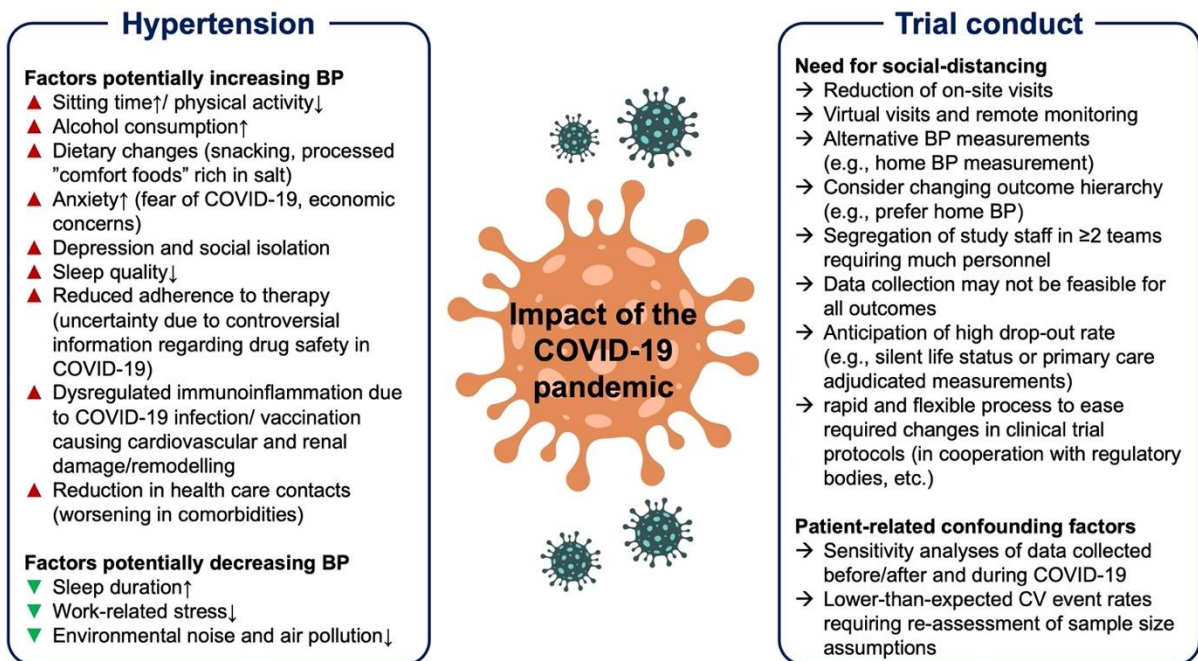 Hypertension
Factors potentially increasing BP
▲ Sitting time↑/ physical activity↓
▲ Alcohol consumption↑
▲ Dietary changes (snacking, processed
”comfort foods” rich in salt)
▲ Anxiety↑ (fear of COVID-19, economic
concerns)
▲ Depression and social isolation
▲ Sleep quality↓
▲ Reduced adherence to therapy
(uncertainty due to controversial
information regarding drug safety in
COVID-19)
▲ Dysregulated immunoinflammation due
to COVID-19 infection/ vaccination
causing cardiovascular and renal
damage/remodelling
▲ Reduction in health care contacts
(worsening in comorbidities)
Factors potentially decreasing BP
▼ Sleep duration↑
▼ Work-related stress↓
▼ Environmental noise and air pollution↓
Impact of the
COVID-19
pandemic
Trial conduct
Need for social-distancing
→ Reduction of on-site visits
→ Virtual visits and remote monitoring
→ Alternative BP measurements
(e.g., home BP measurement)
→ Consider changing outcome hierarchy
(e.g., prefer home BP)
→ Segregation of study staff in ≥2 teams
requiring much personnel
→ Data collection may not be feasible for
all outcomes
→ Anticipation of high drop-out rate
(e.g., silent life status or primary care
adjudicated measurements)
→ rapid and flexible process to ease
required changes in clinical trial
protocols (in cooperation with regulatory
bodies, etc.)
Patient-related confounding factors
→ Sensitivity analyses of data collected
before/after and during COVID-19
→ Lower-than-expected CV event rates
requiring re-assessment of sample size
assumptions